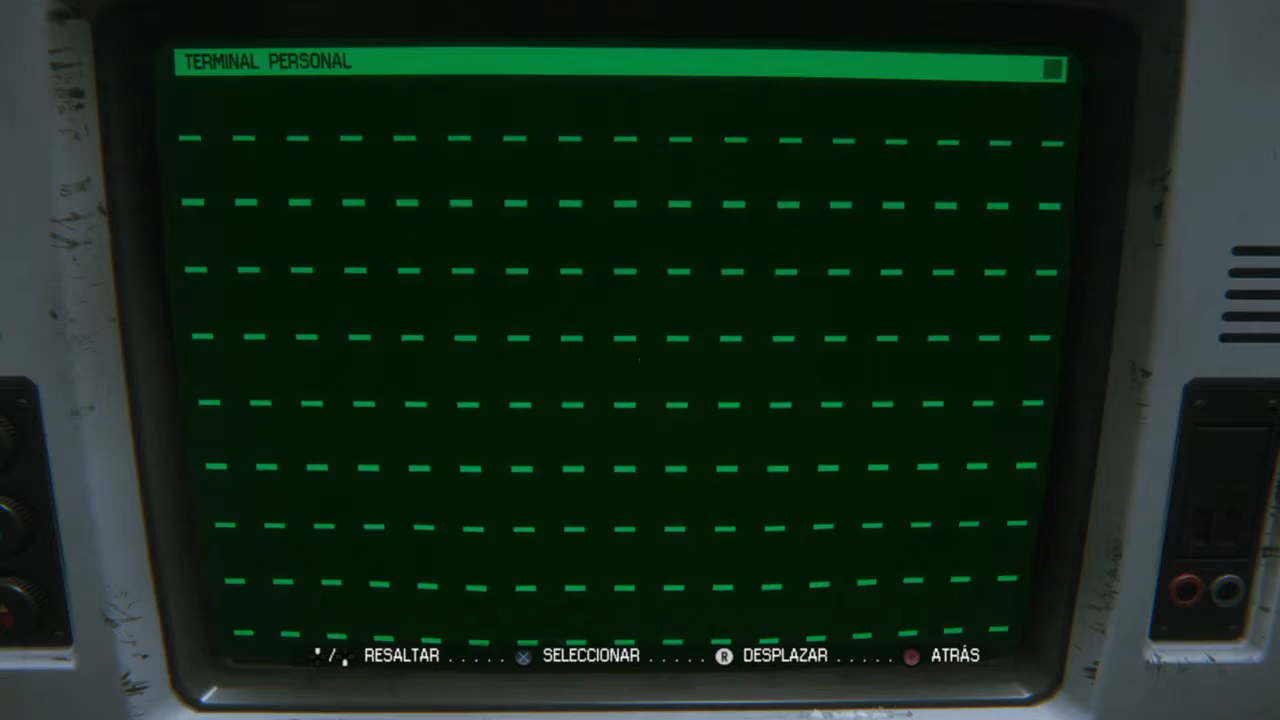 TERMINAL PERSONAL
/ RESALTAR ..... SELECCIONAR ..... R DESPLAZAR ..... ATRÁS